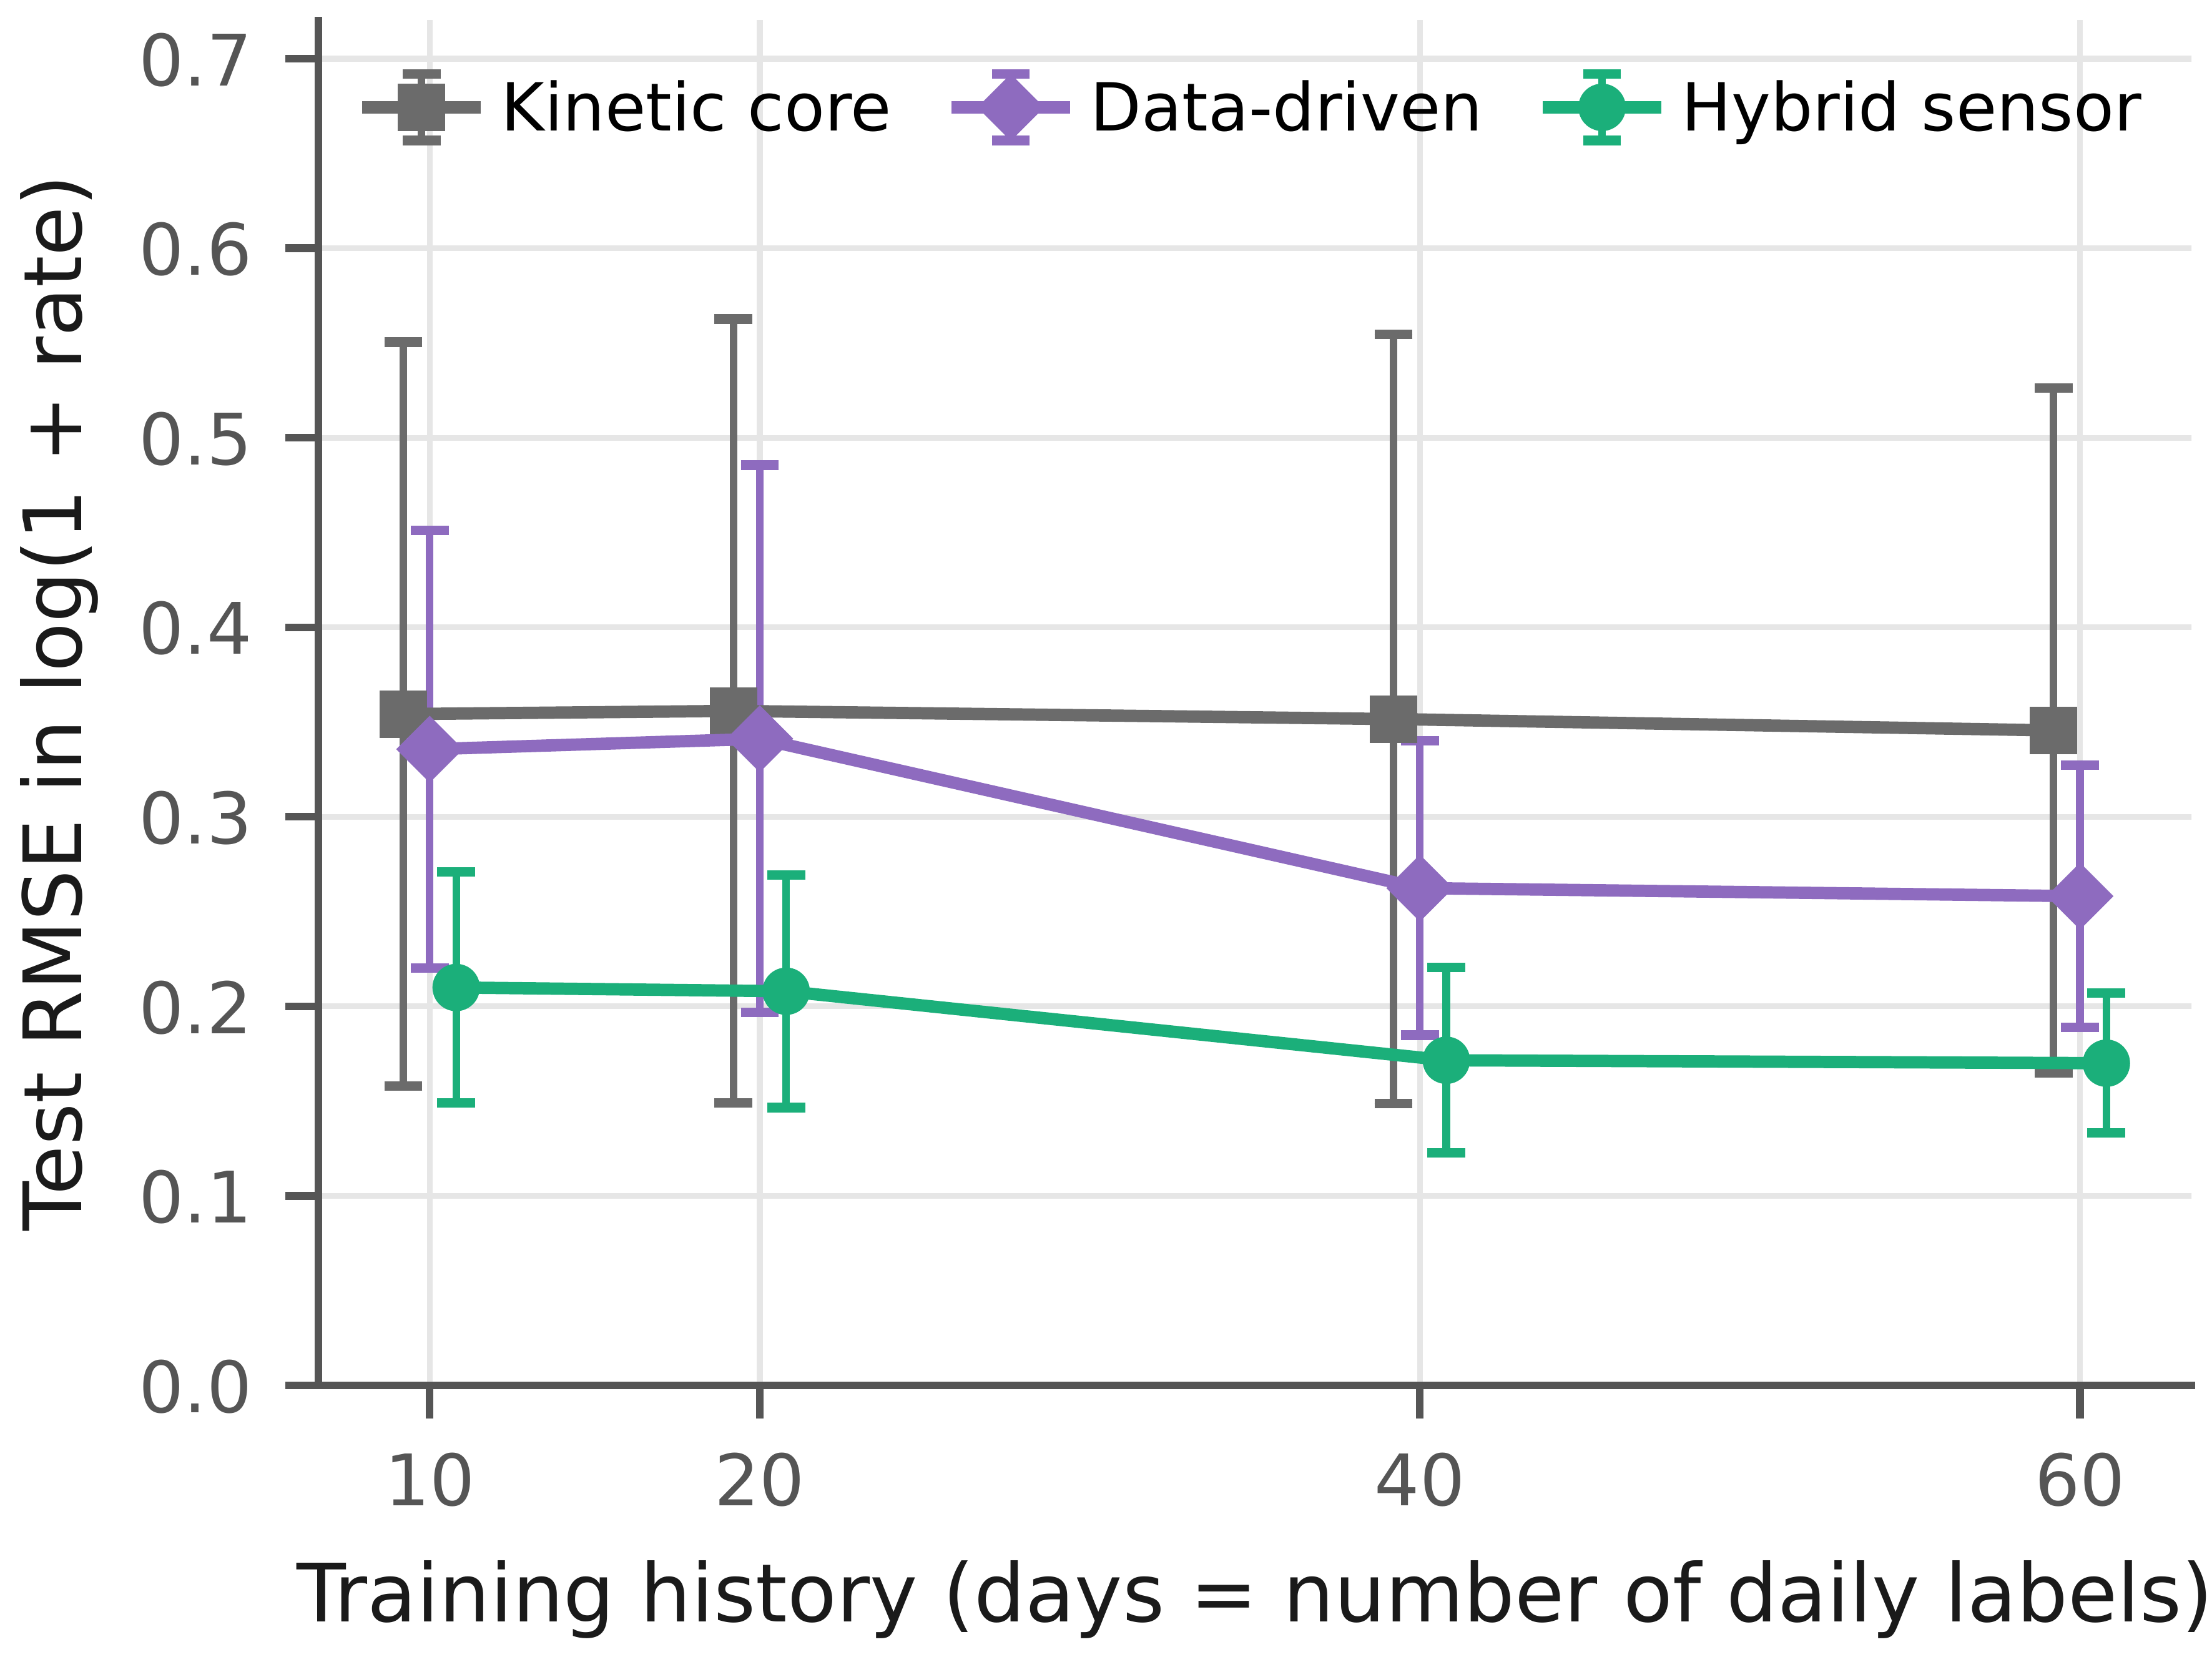 Kinetic core
Data-driven
Hybrid sensor
Test RMSE in log(1 + rate)
0.7
0.6
0.5
0.4
0.3
0.2
0.1
0.0
10
20
40
60
Training history (days = number of daily labels)